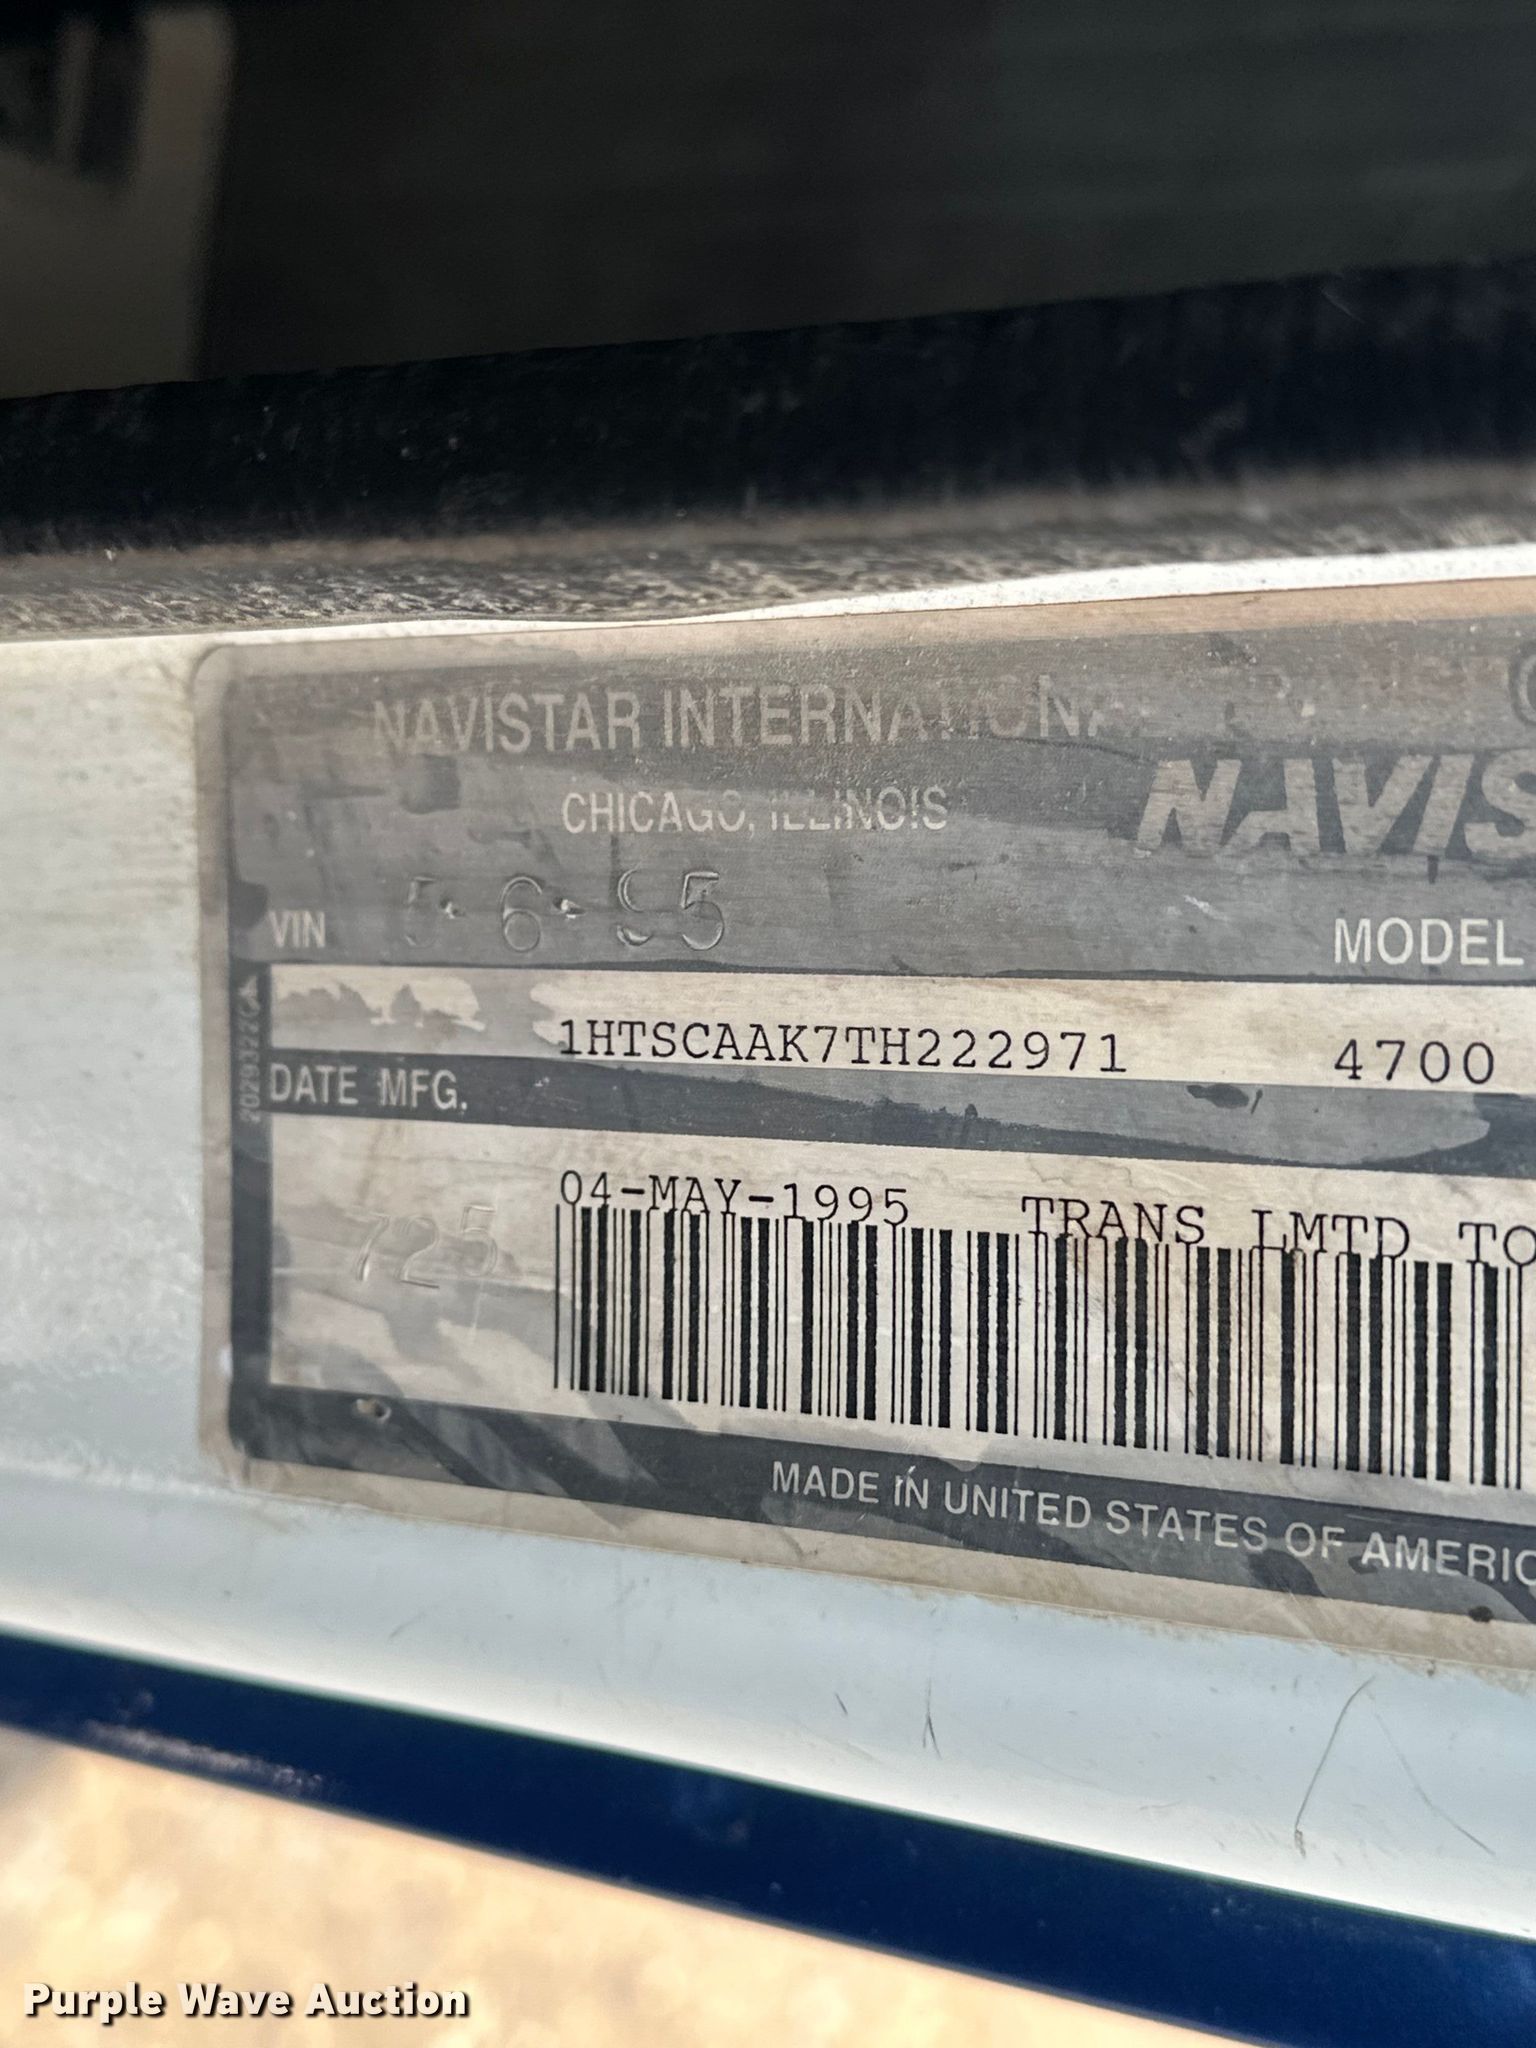 NAVISTAR INTERNATIONAL
CHICAGO, ILLINOIS
NAVIS
VIN 5-6-95 MODEL
1HTSCAAK7TH222971 4700
DATE MFG.
04-MAY-1995 TRANS LMTD TO
725
MADE IN UNITED STATES OF AMERIC
Purple Wave Auction